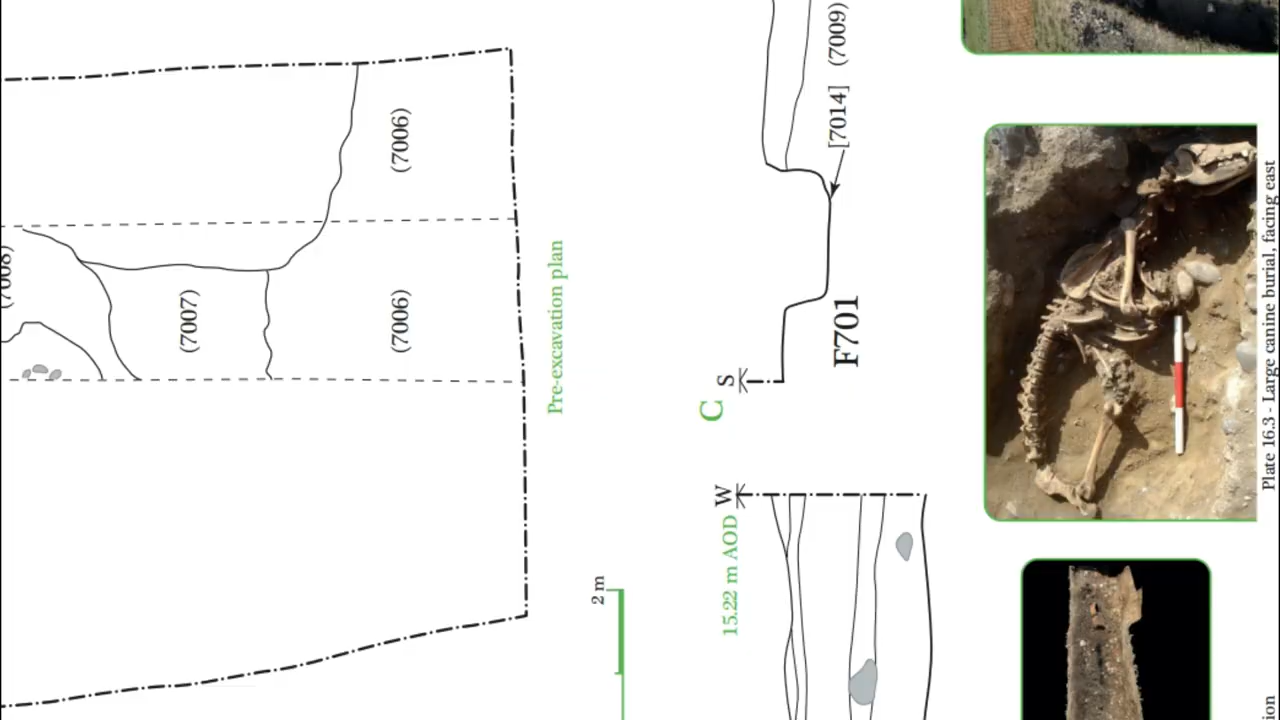 (7006)
(7007)
(7006)
Pre-excavation plan
2 m
[7014] (7009)
F701
C
S
W
15.22 m AOD
Plate 16.3 - Large canine burial, facing east